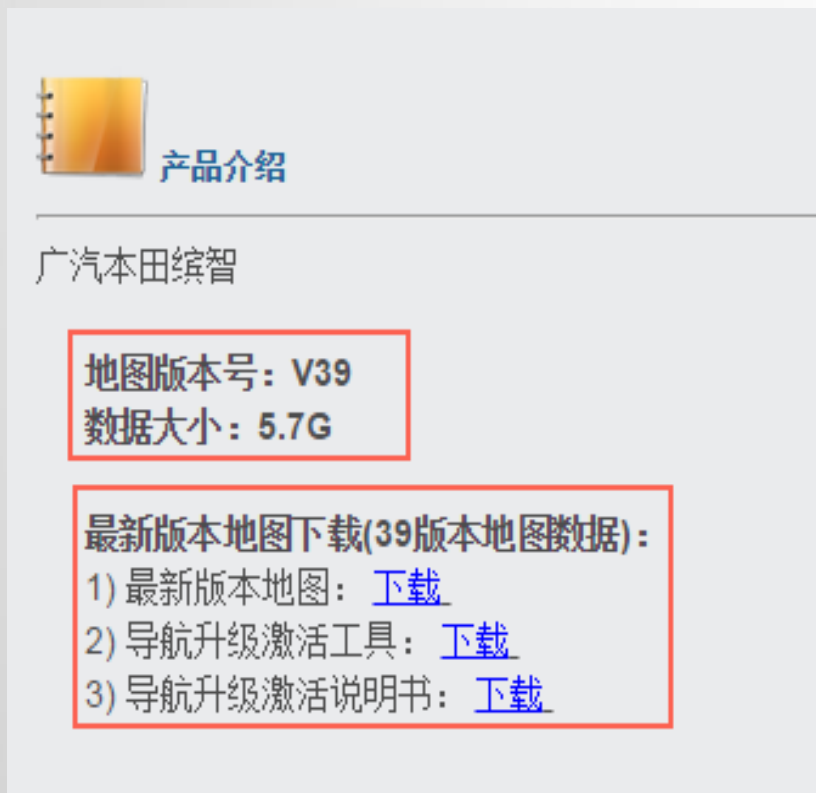 产品介绍
广汽本田缤智
地图版本号：V39
数据大小：5.7G
最新版本地图下载(39版本地图数据)：
1) 最新版本地图： 下载
2) 导航升级激活工具： 下载
3) 导航升级激活说明书： 下载